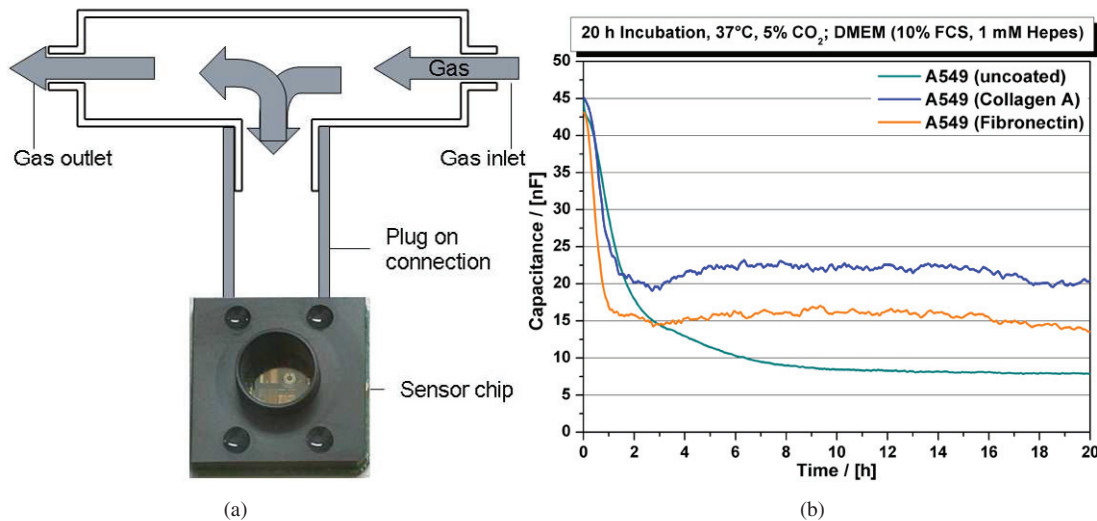 Gas
Gas outlet
Gas inlet
Plug on
connection
Sensor chip
(a)
20 h Incubation, 37°C, 5% CO₂; DMEM (10% FCS, 1 mM Hepes)
A549 (uncoated)
A549 (Collagen A)
A549 (Fibronectin)
Capacitance / [nF]
50
45
40
35
30
25
20
15
10
5
0
0 2 4 6 8 10 12 14 16 18 20
Time / [h]
(b)